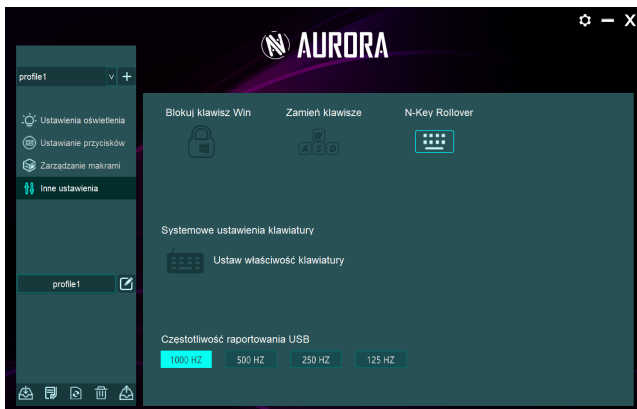 N AURORA
X
profile1 v +
Ustawienia oświetlenia
Ustawianie przycisków
Zarządzanie makrami
Inne ustawienia
profile1
Blokuj klawisz Win Zamień klawisze N-Key Rollover
W
A S D
Systemowe ustawienia klawiatury
Ustaw właściwość klawiatury
Częstotliwość raportowania USB
1000 HZ 500 HZ 250 HZ 125 HZ